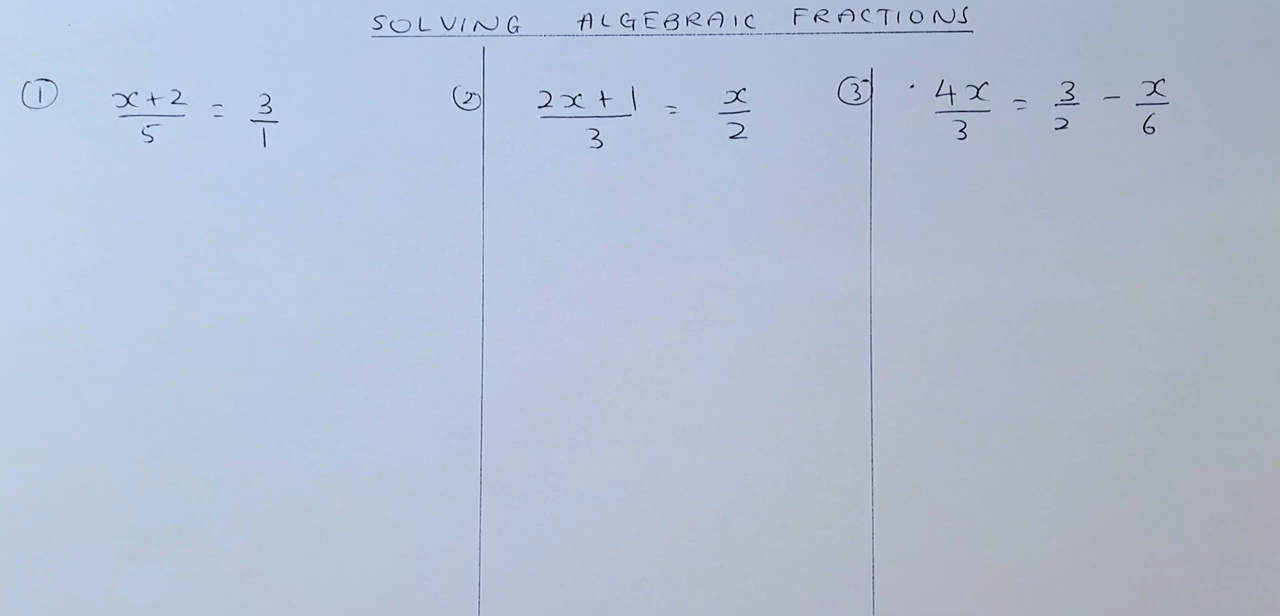 SOLVING ALGEBRAIC FRACTIONS
① x+2/5 = 3/1
② 2x+1/3 = x/2
③ 4x/3 = 3/2 - x/6